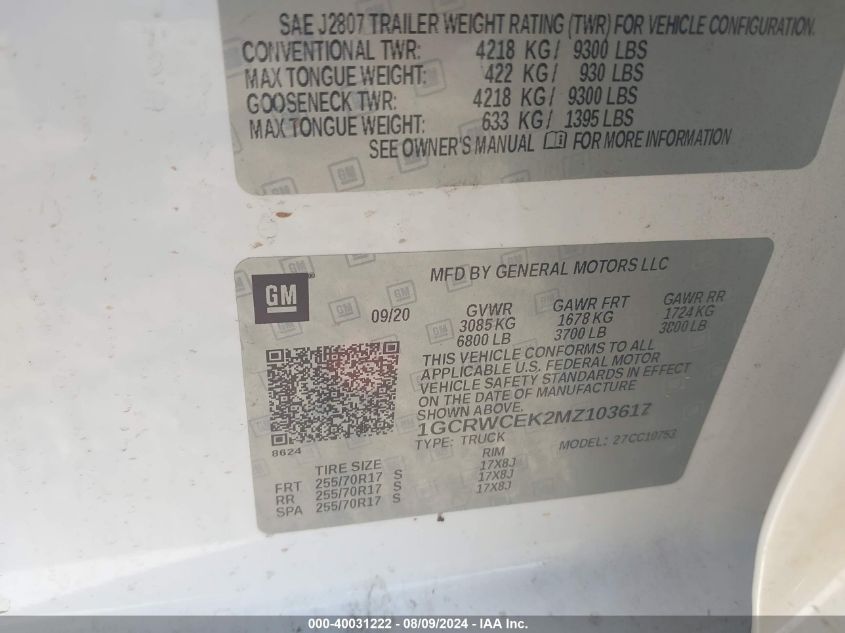 SAE J2807 TRAILER WEIGHT RATING (TWR) FOR VEHICLE CONFIGURATION.
CONVENTIONAL TWR: 4218 KG/ 9300 LBS
MAX TONGUE WEIGHT: 422 KG/ 930 LBS
GOOSENECK TWR: 4218 KG/ 9300 LBS
MAX TONGUE WEIGHT: 633 KG/ 1395 LBS
SEE OWNER'S MANUAL FOR MORE INFORMATION
MFD BY GENERAL MOTORS LLC
GM
09/20
GVWR GAWR FRT GAWR RR
3085 KG 1678 KG 1724 KG
6800 LB 3700 LB 3800 LB
THIS VEHICLE CONFORMS TO ALL
APPLICABLE U.S. FEDERAL MOTOR
VEHICLE SAFETY STANDARDS IN EFFECT
ON THE DATE OF MANUFACTURE
SHOWN ABOVE.
1GCRWCEK2MZ103617
TYPE: TRUCK MODEL: 27CC10753
8624
TIRE SIZE RIM
FRT 255/70R17 S 17X8J
RR 255/70R17 S 17X8J
SPA 255/70R17 S 17X8J
000-40031222 - 08/09/2024 - IAA Inc.